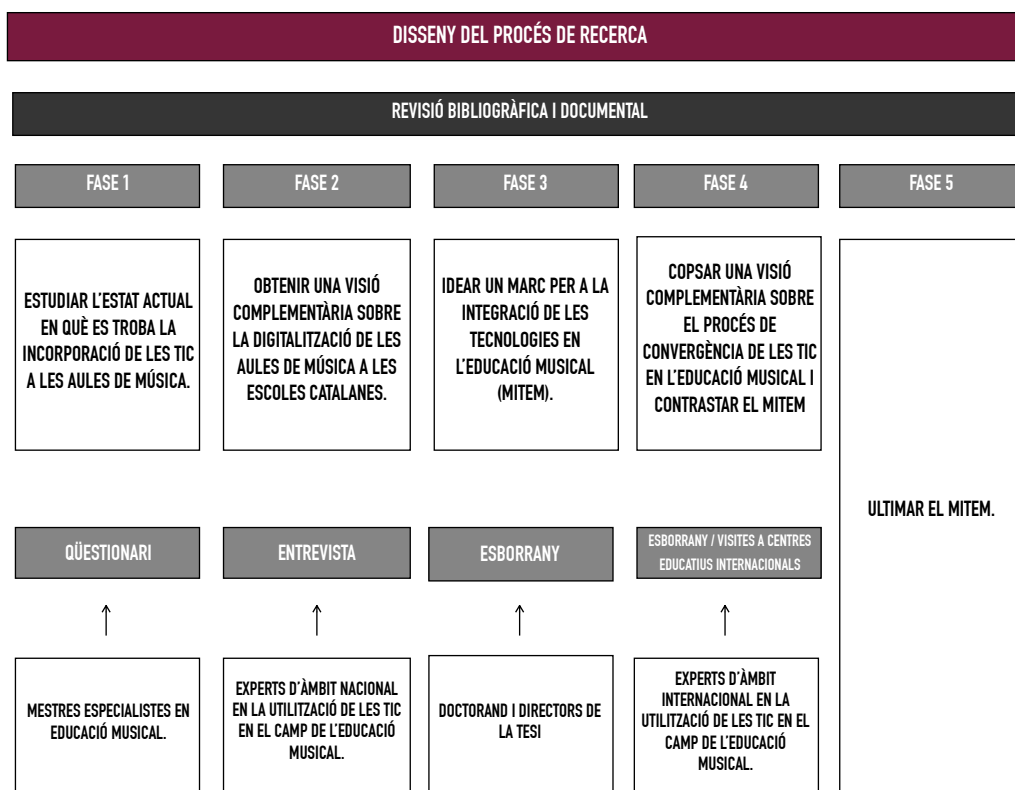 DISSENY DEL PROCÉS DE RECERCA
REVISIÓ BIBLIOGRÀFICA I DOCUMENTAL
FASE 1
FASE 2
FASE 3
FASE 4
FASE 5
ESTUDIAR L'ESTAT ACTUAL
EN QUÈ ES TROBA LA
INCORPORACIÓ DE LES TIC
A LES AULES DE MÚSICA.
OBTENIR UNA VISIÓ
COMPLEMENTÀRIA SOBRE
LA DIGITALITZACIÓ DE LES
AULES DE MÚSICA A LES
ESCOLES CATALANES.
IDEAR UN MARC PER A LA
INTEGRACIÓ DE LES
TECNOLOGIES EN
L'EDUCACIÓ MUSICAL
(MITEM).
COPSAR UNA VISIÓ
COMPLEMENTÀRIA SOBRE
EL PROCÉS DE
CONVERGÈNCIA DE LES TIC
EN L'EDUCACIÓ MUSICAL I
CONTRASTAR EL MITEM
ULTIMAR EL MITEM.
QÜESTIONARI
ENTREVISTA
ESBORRANY
ESBORRANY / VISITES A CENTRES
EDUCATIUS INTERNACIONALS
MESTRES ESPECIALISTES EN
EDUCACIÓ MUSICAL.
EXPERTS D'ÀMBIT NACIONAL
EN LA UTILITZACIÓ DE LES TIC
EN EL CAMP DE L'EDUCACIÓ
MUSICAL.
DOCTORAND I DIRECTORS DE
LA TESI
EXPERTS D'ÀMBIT
INTERNACIONAL EN LA
UTILITZACIÓ DE LES TIC EN EL
CAMP DE L'EDUCACIÓ
MUSICAL.